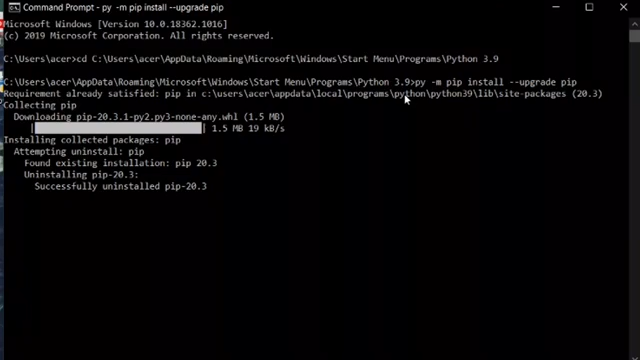 Command Prompt - py -m pip install --upgrade pip
Microsoft Windows [Version 10.0.18362.1016]
(c) 2019 Microsoft Corporation. All rights reserved.
C:\Users\acer>cd C:\Users\acer\AppData\Roaming\Microsoft\Windows\Start Menu\Programs\Python 3.9
C:\Users\acer\AppData\Roaming\Microsoft\Windows\Start Menu\Programs\Python 3.9>py -m pip install --upgrade pip
Requirement already satisfied: pip in c:\users\acer\appdata\local\programs\python\python39\lib\site-packages (20.3)
Collecting pip
Downloading pip-20.3.1-py2.py3-none-any.whl (1.5 MB)
| 1.5 MB 19 kB/s
Installing collected packages: pip
Attempting uninstall: pip
Found existing installation: pip 20.3
Uninstalling pip-20.3:
Successfully uninstalled pip-20.3